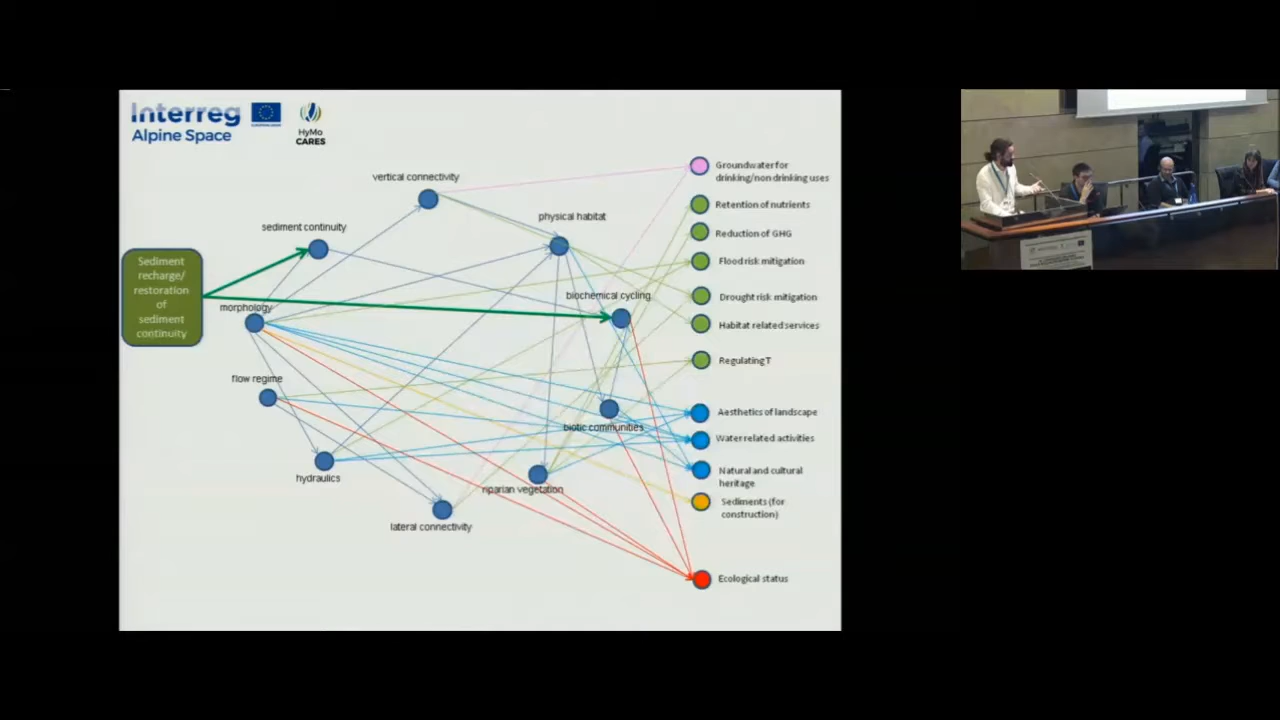 Interreg
Alpine Space
HyMo
CARES
vertical connectivity
sediment continuity
physical habitat
Sediment
recharge/
restoration
of
sediment
continuity
morphology
biochemical cycling
flow regime
biotic communities
hydraulics
riparian vegetation
lateral connectivity
Groundwater for
drinking/non drinking uses
Retention of nutrients
Reduction of GHG
Flood risk mitigation
Drought risk mitigation
Habitat related services
Regulating T
Aesthetics of landscape
Water related activities
Natural and cultural
heritage
Sediments (for
construction)
Ecological status